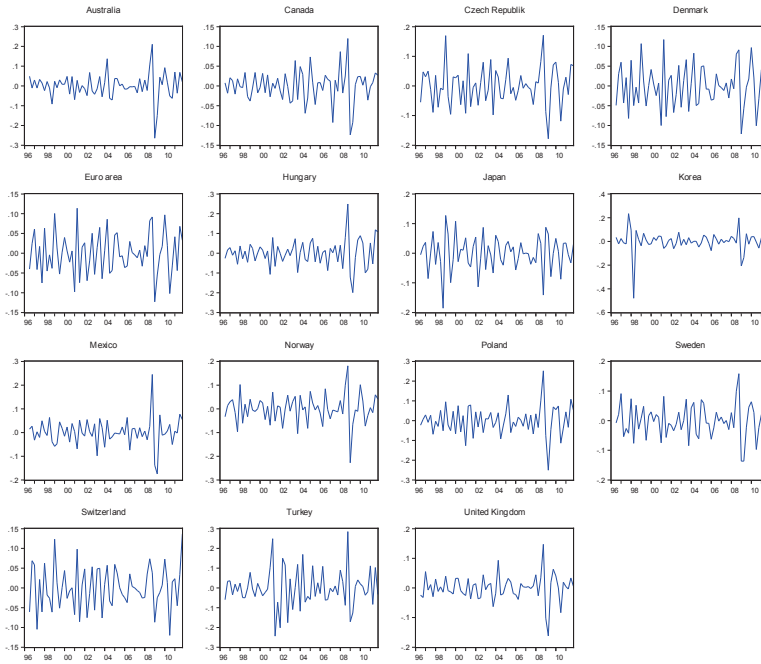 Australia Canada Czech Republik Denmark
.3 .15 .2 .15
.2 .10 .1 .10
.1 .05 .0 .05
.0 .00 -.1 .00
.1 -.05 -.2 -.05
.2 -.10 -.10
-.3 -.15 -.15
96 98 00 02 04 06 08 10 96 98 00 02 04 06 08 10 96 98 00 02 04 06 08 10 96 98 00 02 04 06 08 10
Euro area Hungary Japan Korea
.15 .3 .2 .4
.10 .2 .1 .2
.05 .1 .0 .0
.00 .0 -.1 -.2
-.05 -.1 -.2 -.4
-.10 -.2 -.6
-.15 -.3
96 98 00 02 04 06 08 10 96 98 00 02 04 06 08 10 96 98 00 02 04 06 08 10 96 98 00 02 04 06 08 10
Mexico Norway Poland Sweden
.3 .2 .3 .2
.2 .1 .2 .1
.1 .0 .1 .0
.0 -.1 .0 -.1
-.1 -.2 -.1 -.2
-.2 -.3 -.2
-.3
96 98 00 02 04 06 08 10 96 98 00 02 04 06 08 10 96 98 00 02 04 06 08 10 96 98 00 02 04 06 08 10
Switzerland Turkey United Kingdom
.15 .3 .2
.10 .2 .1
.05 .1 .0
.00 .0 -.1
-.05 -.1 -.2
-.10 -.2
-.15 -.3
96 98 00 02 04 06 08 10 96 98 00 02 04 06 08 10 96 98 00 02 04 06 08 10